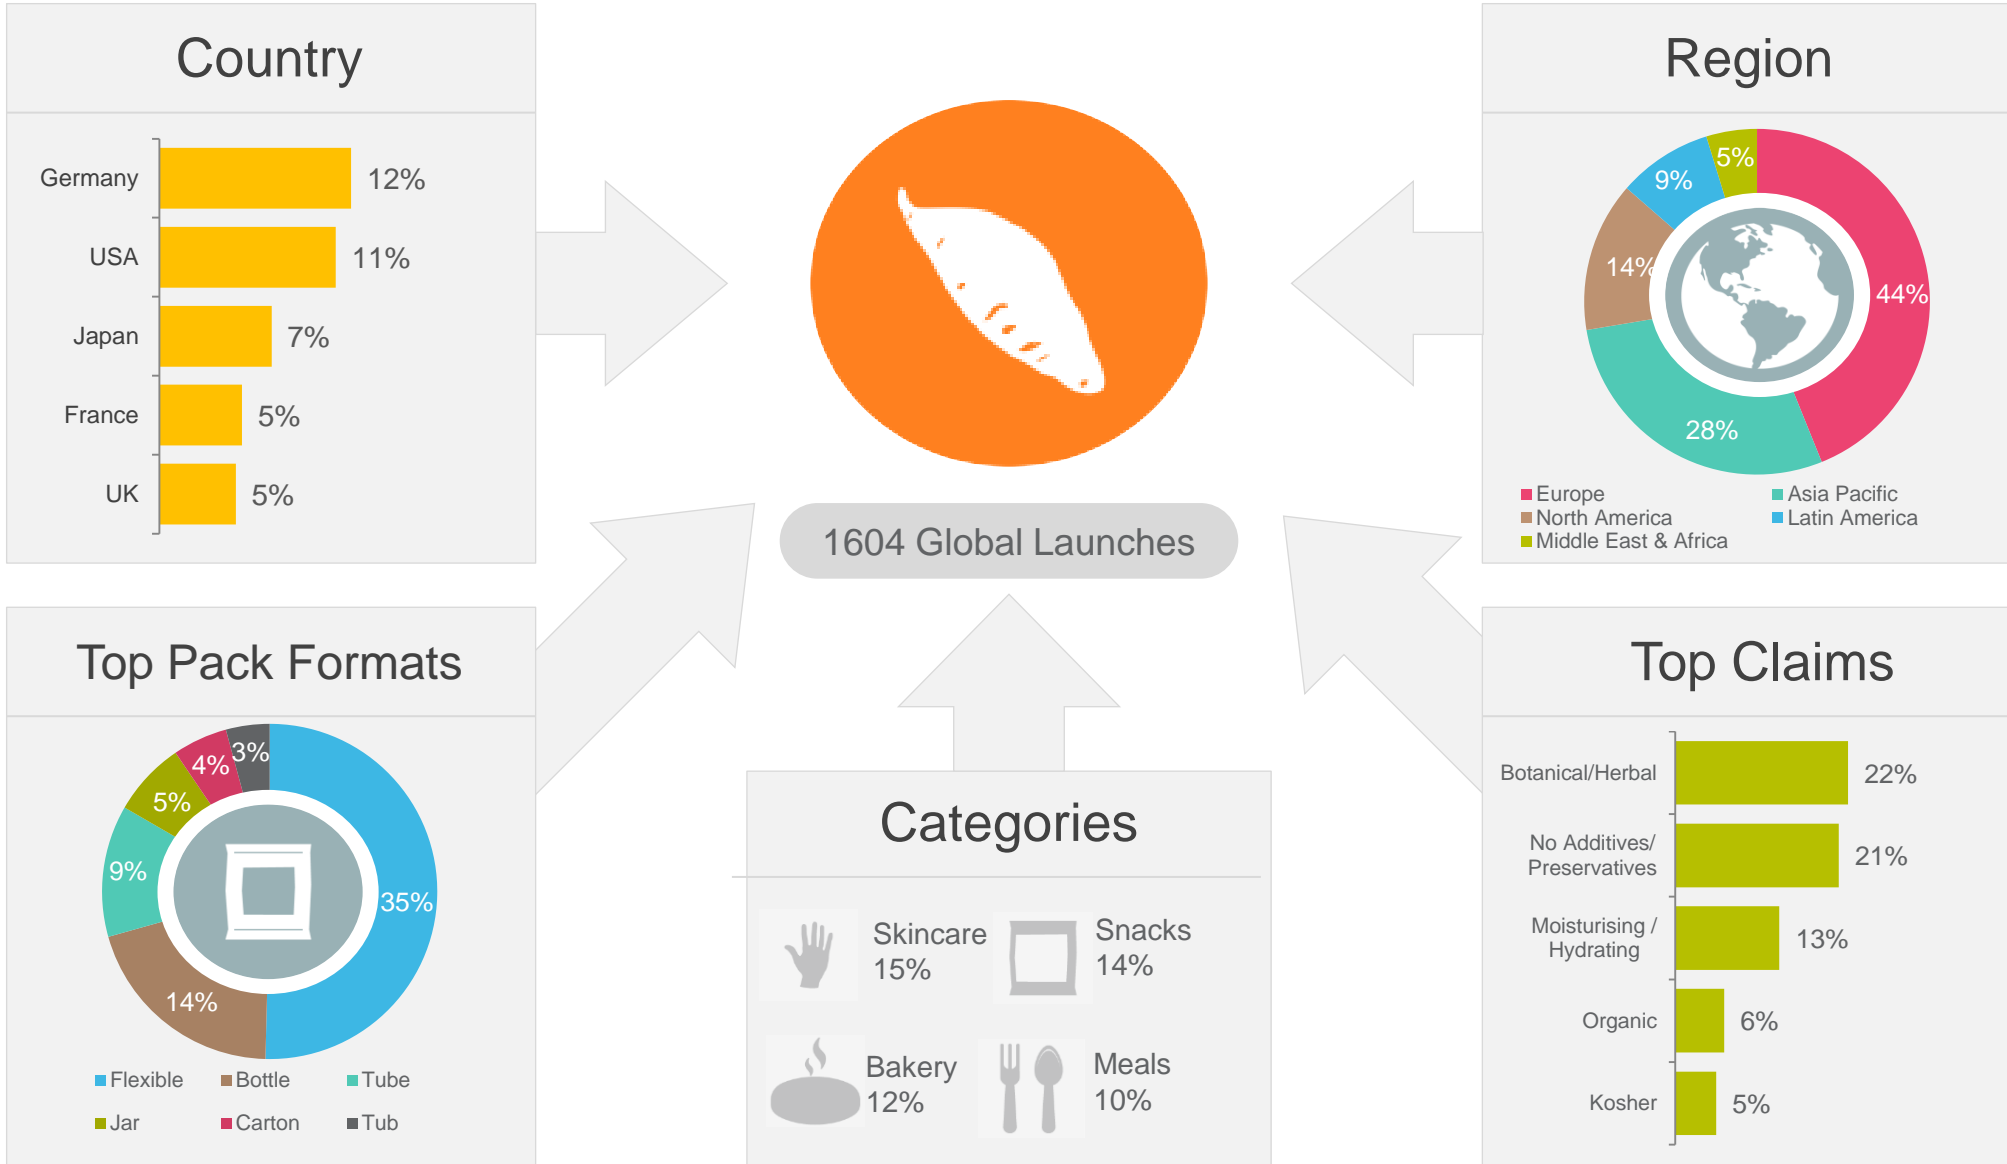 Country
Germany
12%
USA
11%
Japan
7%
France
5%
UK
5%
1604 Global Launches
Region
5%
9%
14%
44%
28%
Europe
Asia Pacific
North America
Latin America
Middle East & Africa
Top Pack Formats
3%
4%
5%
9%
35%
14%
Flexible
Bottle
Tube
Jar
Carton
Tub
Categories
Skincare
15%
Snacks
14%
Bakery
12%
Meals
10%
Top Claims
Botanical/Herbal
22%
No Additives/
Preservatives
21%
Moisturising /
Hydrating
13%
Organic
6%
Kosher
5%